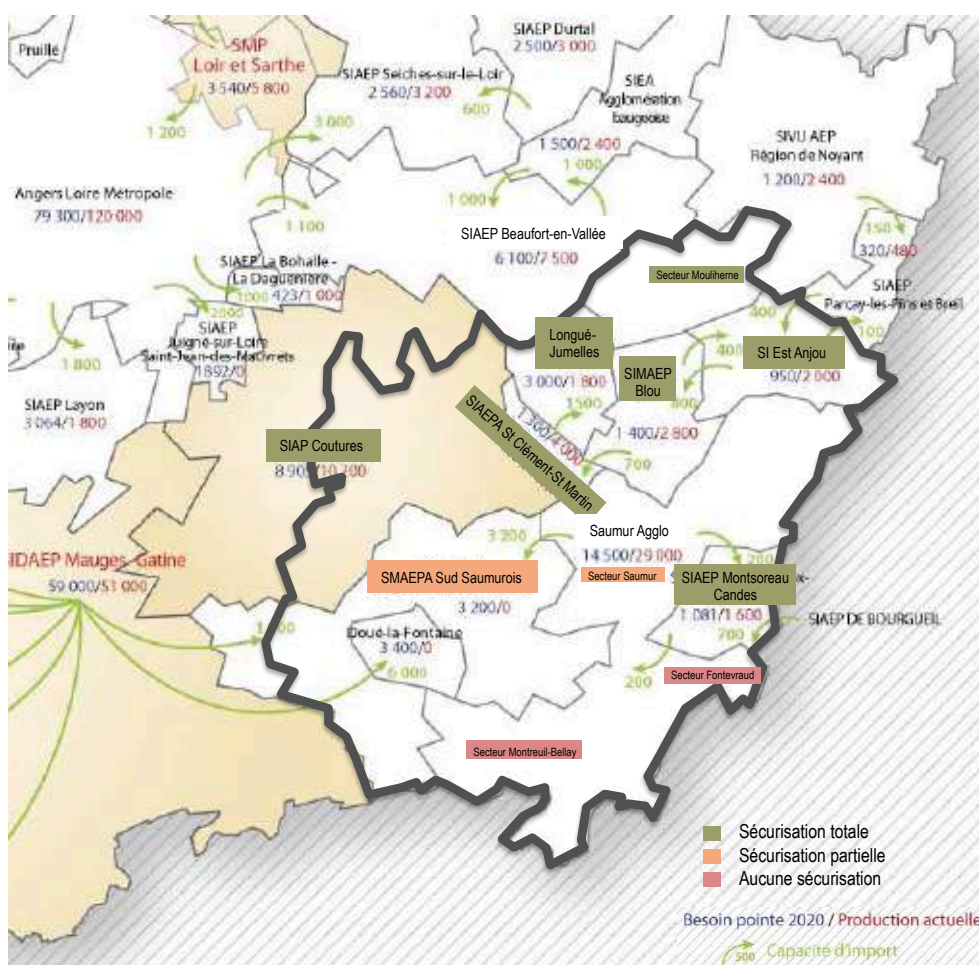 Pruillé
SMP
Loir et Sarthe
3 540/5 800
SIAEP Durtal
2 500/3 000
SIAEP Seiches-sur-le-Loir
2 560/3 200
600
SIEA
Agglomération
baugeoise
1 500/2 400
SIVU AEP
Région de Noyant
1 200/2 400
1 200
3 000
1 000
1 000
Angers Loire Métropole
79 300/120 000
1 100
SIAEP Beaufort-en-Vallée
6 100/7 500
150
320/480
SIAEP
Parcay-les-Pins et Breil
SIAEP La Bohalle -
La Daguenière
1000
423/1 000
2000
SIAEP
Juigné-sur-Loire
Saint-Jean-des-Mauvrets
1892/0
1 800
SIAEP Layon
3 064/1 800
Secteur Mouliherne
400
100
Longué-
Jumelles
3 000/1 800
SIMAEP
Blou
1 400/2 800
400
SI Est Anjou
950/2 000
1500
SIAEPA St Clément-St Martin
1 300/4 000
700
SIAP Coutures
Saumur Agglo
14 500/29 000
Secteur Saumur
3 200
SMAEPA Sud Saumurois
3 200/0
SIAEP Montsoreau
Candes
1 081/1 600
700
SIAEP DE BOURGUEIL
SIDAEP Mauges-Gatine
59 000/53 000
Doué-la-Fontaine
3 400/0
6 000
200
Secteur Fontevraud
Secteur Montreuil-Bellay
Sécurisation totale
Sécurisation partielle
Aucune sécurisation
Besoin pointe 2020 / Production actuelle
500 Capacité d'import